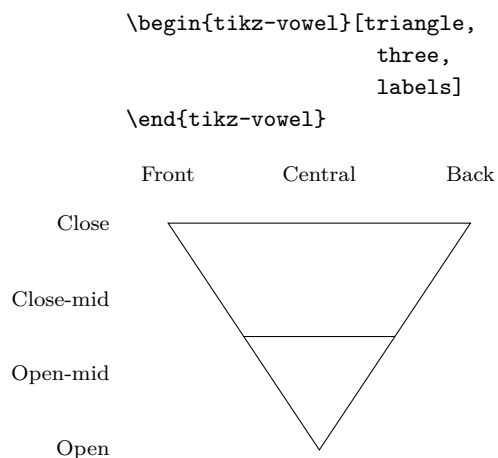 \begin{tikz-vowel}[triangle,
three,
labels]
\end{tikz-vowel}
Front Central Back
Close
Close-mid
Open-mid
Open